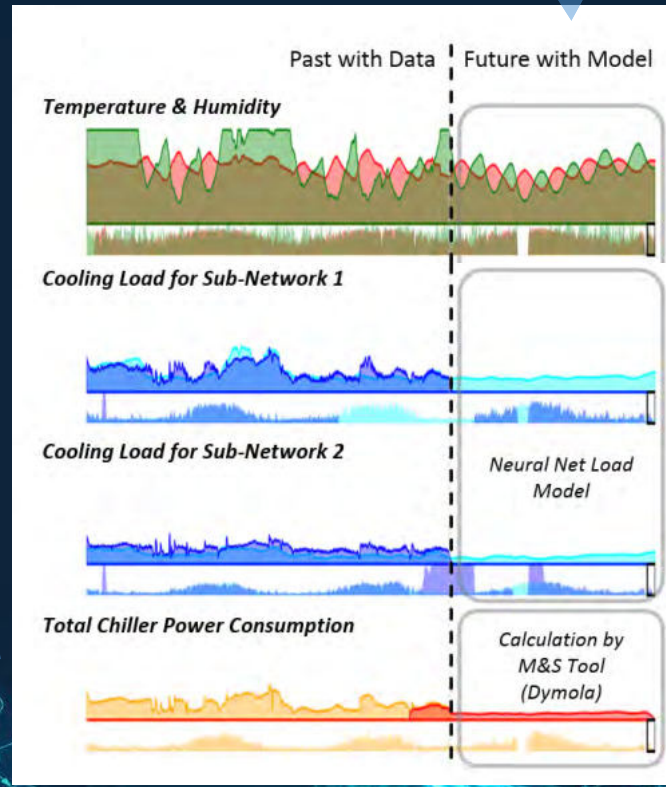 Past with Data
Future with Model
Temperature & Humidity
Cooling Load for Sub-Network 1
Cooling Load for Sub-Network 2
Neural Net Load
Model
Total Chiller Power Consumption
Calculation by
M&S Tool
(Dymola)